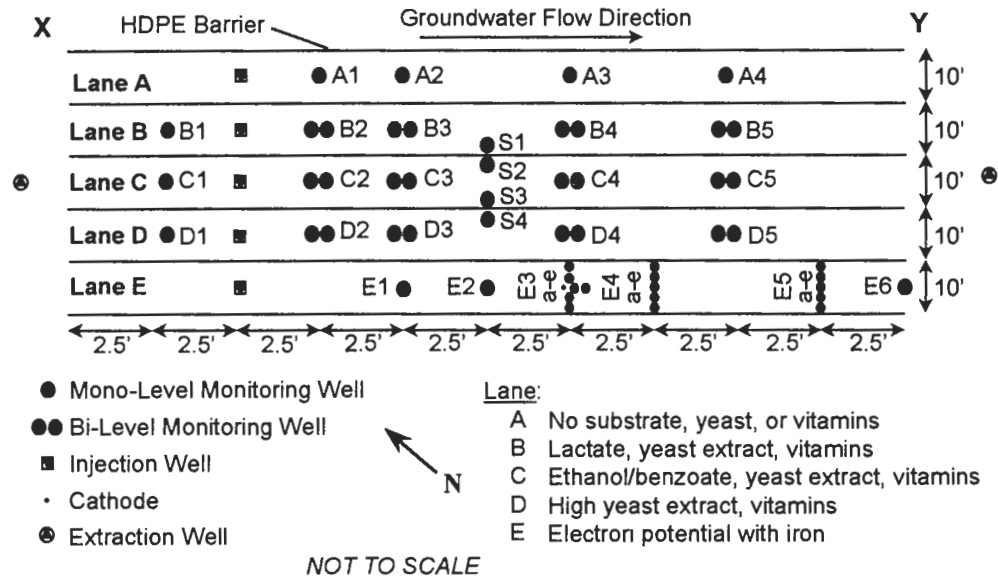 X
HDPE Barrier
Groundwater Flow Direction
Y
Lane A
A1
A2
A3
A4
10'
Lane B
B1
B2
B3
B4
B5
10'
S1
S2
Lane C
C1
C2
C3
C4
C5
10'
S3
S4
Lane D
D1
D2
D3
D4
D5
10'
Lane E
E1
E2
E3
a-e
E4
a-e
E5
a-e
E6
10'
2.5' 2.5' 2.5' 2.5' 2.5' 2.5' 2.5' 2.5' 2.5' 2.5'
Mono-Level Monitoring Well
Bi-Level Monitoring Well
Injection Well
Cathode
Extraction Well
N
Lane:
A No substrate, yeast, or vitamins
B Lactate, yeast extract, vitamins
C Ethanol/benzoate, yeast extract, vitamins
D High yeast extract, vitamins
E Electron potential with iron
NOT TO SCALE